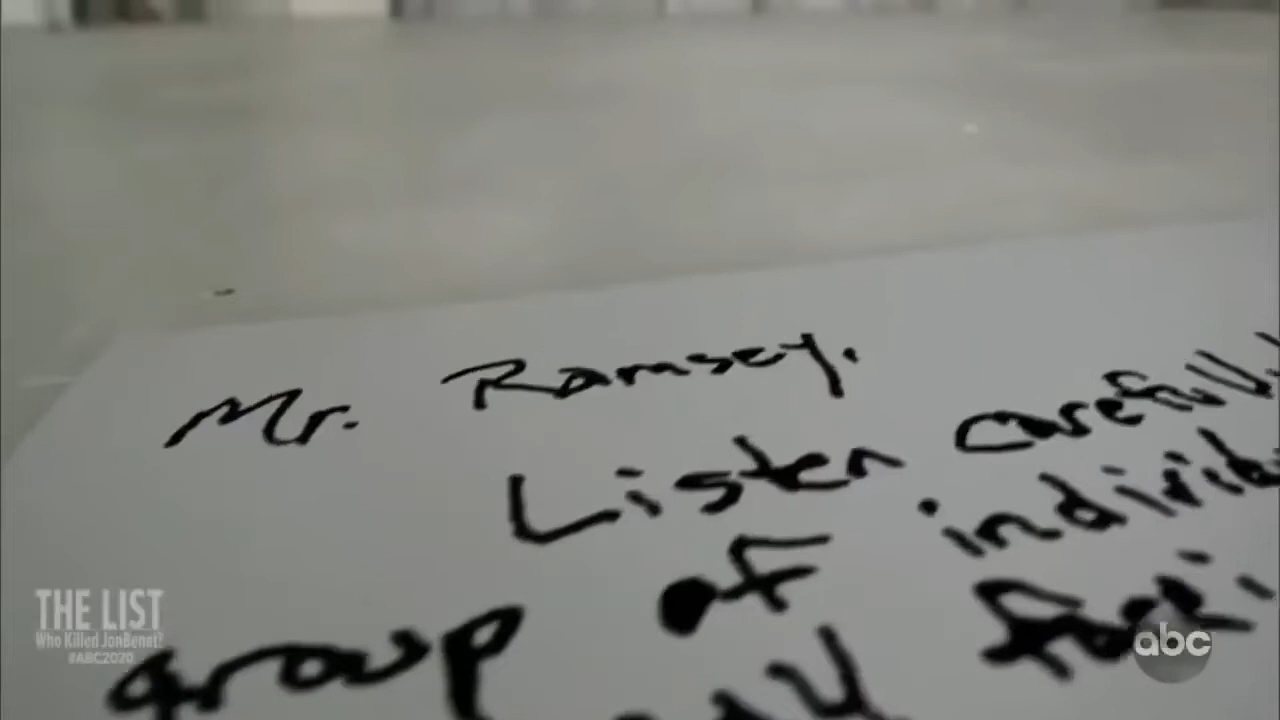 Mr. Ramsey.
Listen carefully!
group of individ
THE LIST
Who Killed JonBenet?
#ABC2020
abc